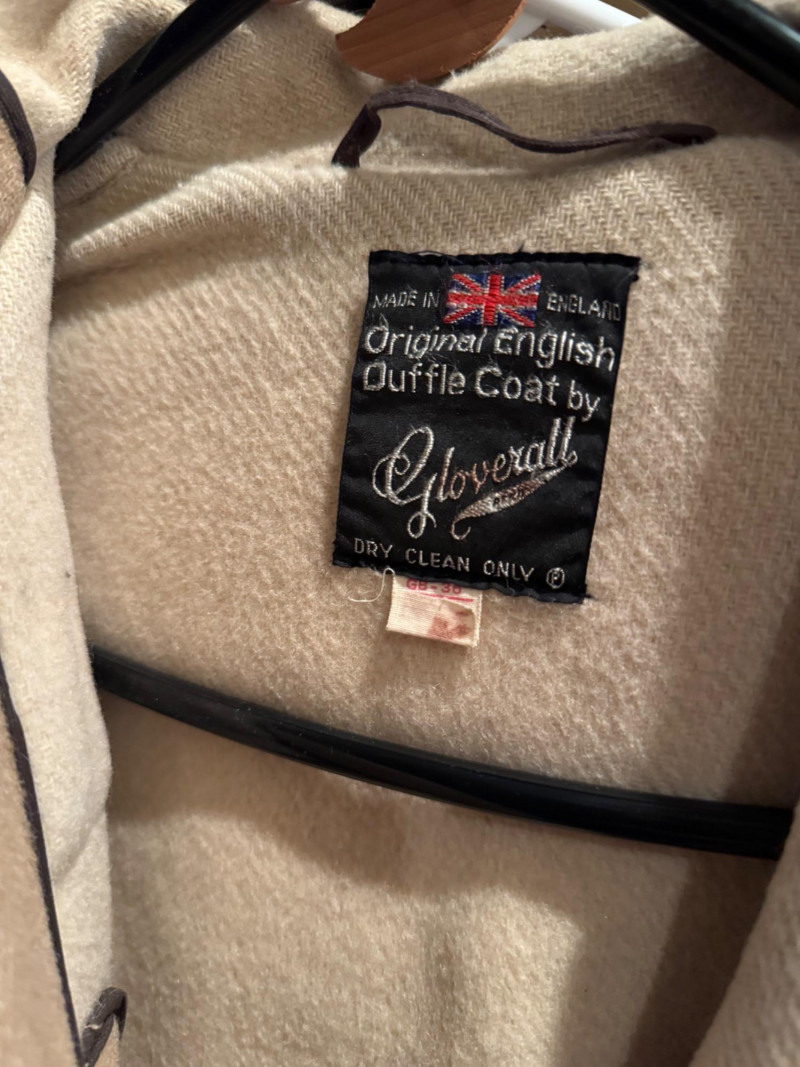 MADE IN ENGLAND
Original English
Duffle Coat by
Gloverall
DRY CLEAN ONLY Ⓟ